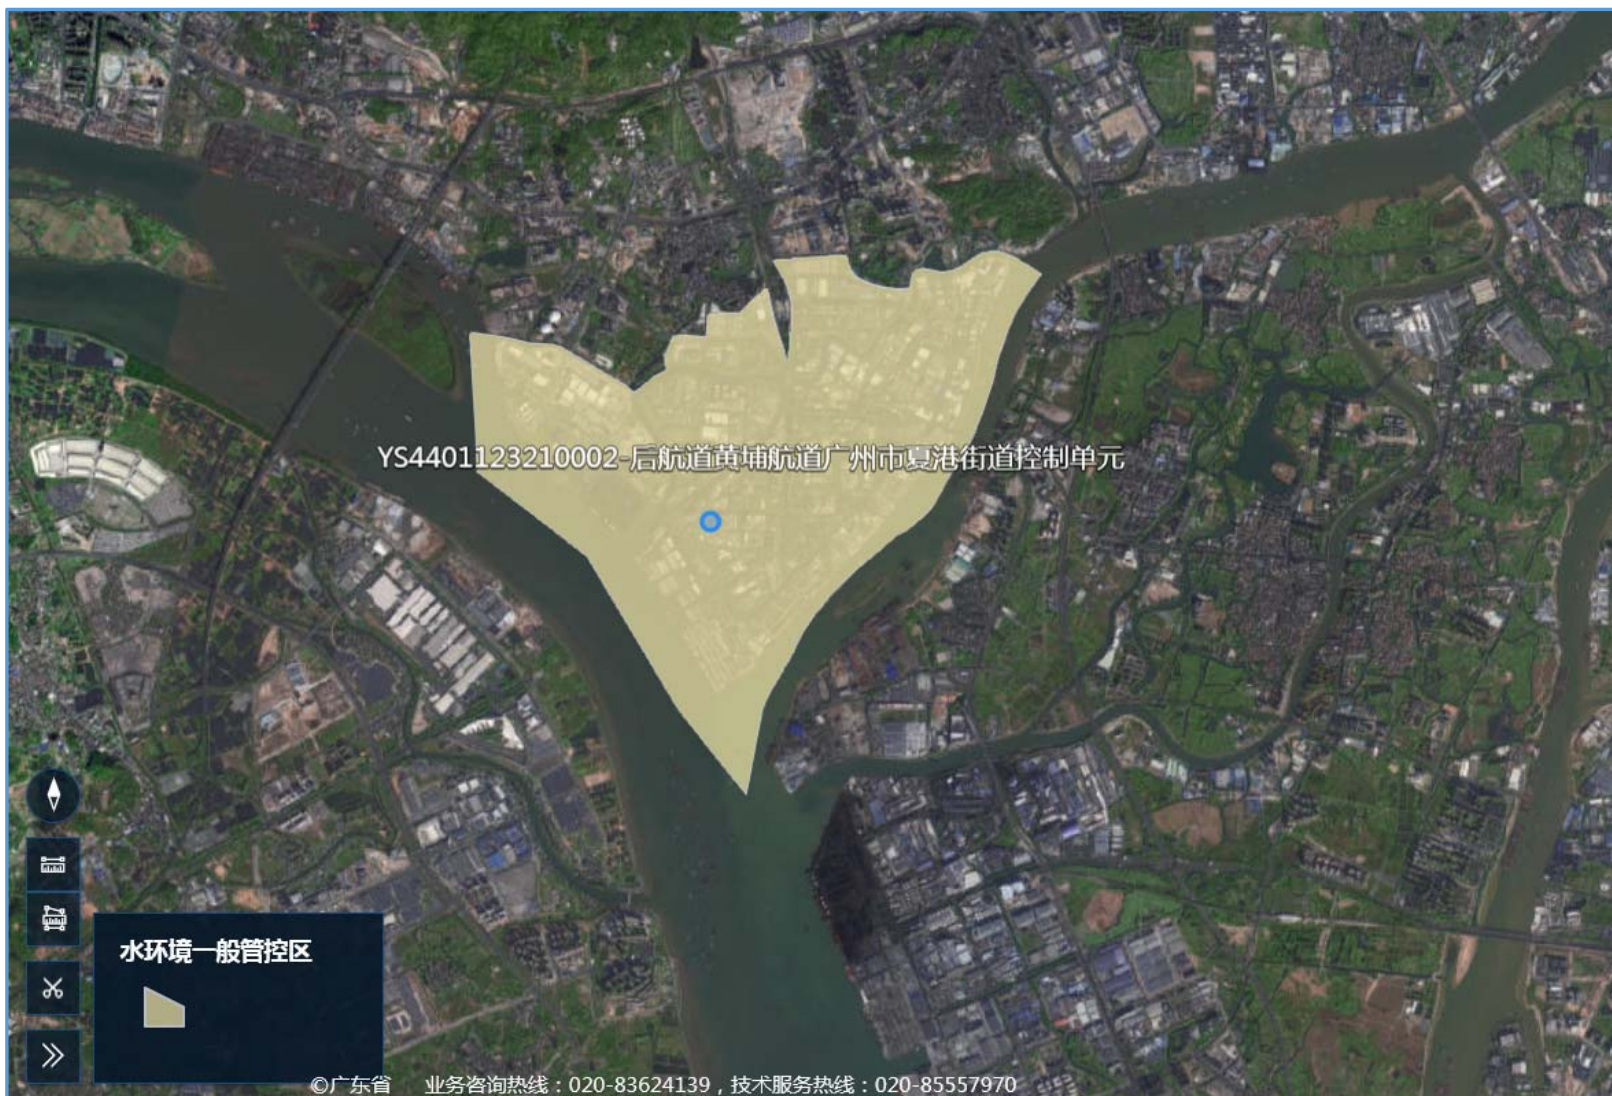 YS4401123210002-后航道黄埔航道广州市夏港街道控制单元
水环境一般管控区
©广东省 业务咨询热线：020-83624139，技术服务热线：020-85557970